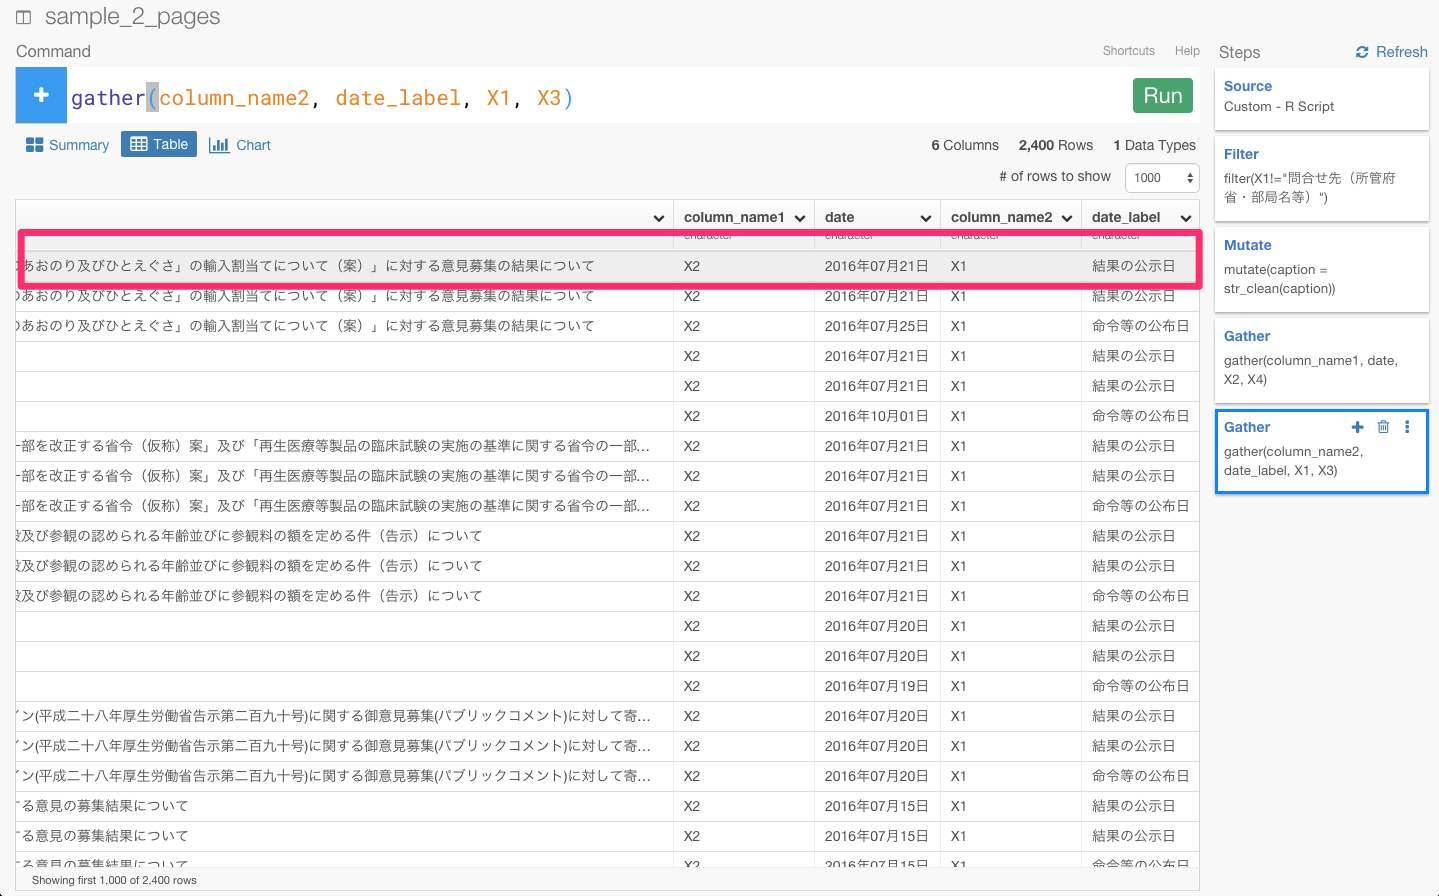 sample_2_pages
Command
Shortcuts Help
gather(column_name2, date_label, X1, X3)
Run
Summary Table Chart
6 Columns 2,400 Rows 1 Data Types
# of rows to show 1000
column_name1 date column_name2 date_label
character character character character
のあおのり及びひとえぐさ」の輸入割当てについて（案）」に対する意見募集の結果について X2 2016年07月21日 X1 結果の公示日
のあおのり及びひとえぐさ」の輸入割当てについて（案）」に対する意見募集の結果について X2 2016年07月21日 X1 結果の公示日
のあおのり及びひとえぐさ」の輸入割当てについて（案）」に対する意見募集の結果について X2 2016年07月25日 X1 命令等の公布日
X2 2016年07月21日 X1 結果の公示日
X2 2016年07月21日 X1 結果の公示日
X2 2016年10月01日 X1 命令等の公布日
一部を改正する省令（仮称）案」及び「再生医療等製品の臨床試験の実施の基準に関する省令の一部… X2 2016年07月21日 X1 結果の公示日
一部を改正する省令（仮称）案」及び「再生医療等製品の臨床試験の実施の基準に関する省令の一部… X2 2016年07月21日 X1 結果の公示日
一部を改正する省令（仮称）案」及び「再生医療等製品の臨床試験の実施の基準に関する省令の一部… X2 2016年07月21日 X1 命令等の公布日
及び参観の認められる年齢並びに参観料の額を定める件（告示）について X2 2016年07月21日 X1 結果の公示日
及び参観の認められる年齢並びに参観料の額を定める件（告示）について X2 2016年07月21日 X1 結果の公示日
及び参観の認められる年齢並びに参観料の額を定める件（告示）について X2 2016年07月21日 X1 命令等の公布日
X2 2016年07月20日 X1 結果の公示日
X2 2016年07月20日 X1 結果の公示日
X2 2016年07月19日 X1 命令等の公布日
イン(平成二十八年厚生労働省告示第二百九十号)に関する御意見募集(パブリックコメント)に対して寄… X2 2016年07月20日 X1 結果の公示日
イン(平成二十八年厚生労働省告示第二百九十号)に関する御意見募集(パブリックコメント)に対して寄… X2 2016年07月20日 X1 結果の公示日
イン(平成二十八年厚生労働省告示第二百九十号)に関する御意見募集(パブリックコメント)に対して寄… X2 2016年07月20日 X1 命令等の公布日
する意見の募集結果について X2 2016年07月15日 X1 結果の公示日
する意見の募集結果について X2 2016年07月15日 X1 結果の公示日
する意見の募集結果について X2 2016年07月15日 X1 命令等の公布日
Showing first 1,000 of 2,400 rows
Steps Refresh
Source
Custom - R Script
Filter
filter(X1!="問合せ先（所管府
省・部局名等）")
Mutate
mutate(caption =
str_clean(caption))
Gather
gather(column_name1, date,
X2, X4)
Gather
gather(column_name2,
date_label, X1, X3)